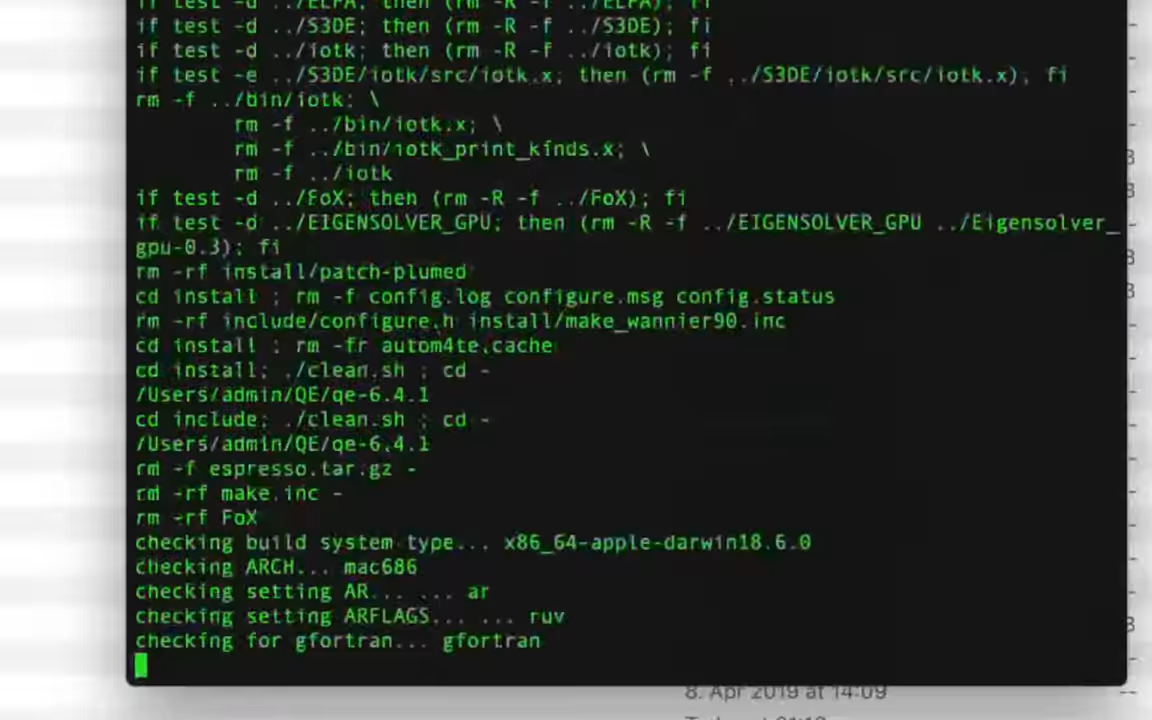 if test -d ../ELPA; then (rm -R -f ../ELPA); fi
if test -d ../S3DE; then (rm -R -f ../S3DE); fi
if test -d ../iotk; then (rm -R -f ../iotk); fi
if test -e ../S3DE/iotk/src/iotk.x; then (rm -f ../S3DE/iotk/src/iotk.x); fi
rm -f ../bin/iotk; \
rm -f ../bin/iotk.x; \
rm -f ../bin/iotk_print_kinds.x; \
rm -f ../iotk
if test -d ../FoX; then (rm -R -f ../FoX); fi
if test -d ../EIGENSOLVER_GPU; then (rm -R -f ../EIGENSOLVER_GPU ../Eigensolver_
gpu-0.3); fi
rm -rf install/patch-plumed
cd install ; rm -f config.log configure.msg config.status
rm -rf include/configure.h install/make_wannier90.inc
cd install ; rm -fr autom4te.cache
cd install; ./clean.sh ; cd -
/Users/admin/QE/qe-6.4.1
cd include; ./clean.sh ; cd -
/Users/admin/QE/qe-6.4.1
rm -f espresso.tar.gz -
rm -rf make.inc -
rm -rf FoX
checking build system type... x86_64-apple-darwin18.6.0
checking ARCH... mac686
checking setting AR... ... ar
checking setting ARFLAGS... ... ruv
checking for gfortran... gfortran
8. Apr 2019 at 14:09